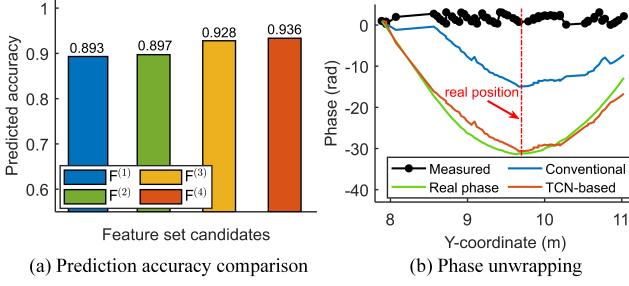 Predicted accuracy
1
0.9
0.8
0.7
0.6
0.893
0.897
0.928
0.936
F(1)
F(3)
F(2)
F(4)
Feature set candidates
(a) Prediction accuracy comparison
Phase (rad)
0
-10
-20
-30
-40
real position
Measured
Conventional
Real phase
TCN-based
8
9
10
11
Y-coordinate (m)
(b) Phase unwrapping